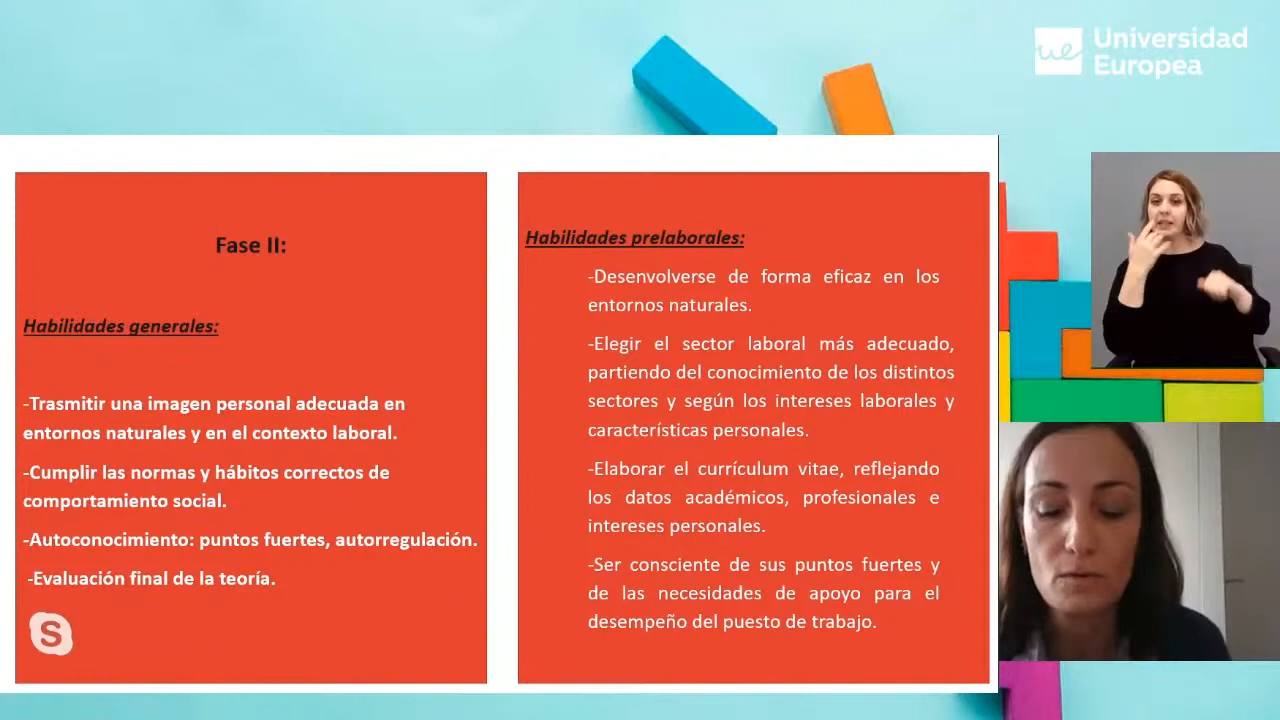 ue Universidad
Europea
Fase II:
Habilidades generales:
-Trasmitir una imagen personal adecuada en
entornos naturales y en el contexto laboral.
-Cumplir las normas y hábitos correctos de
comportamiento social.
-Autoconocimiento: puntos fuertes, autorregulación.
-Evaluación final de la teoría.
S
Habilidades prelaborales:
-Desenvolverse de forma eficaz en los
entornos naturales.
-Elegir el sector laboral más adecuado,
partiendo del conocimiento de los distintos
sectores y según los intereses laborales y
características personales.
-Elaborar el currículum vitae, reflejando
los datos académicos, profesionales e
intereses personales.
-Ser consciente de sus puntos fuertes y
de las necesidades de apoyo para el
desempeño del puesto de trabajo.